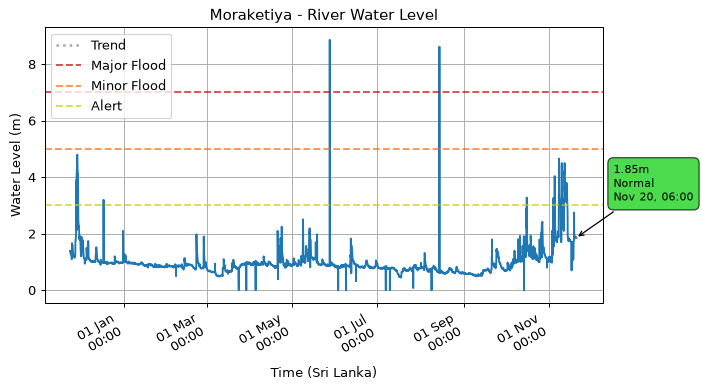 Moraketiya - River Water Level
Trend
Major Flood
Minor Flood
Alert
Water Level (m)
8
6
4
2
0
1.85m
Normal
Nov 20, 06:00
01 Jan
00:00
01 Mar
00:00
01 May
00:00
01 Jul
00:00
01 Sep
00:00
01 Nov
00:00
Time (Sri Lanka)